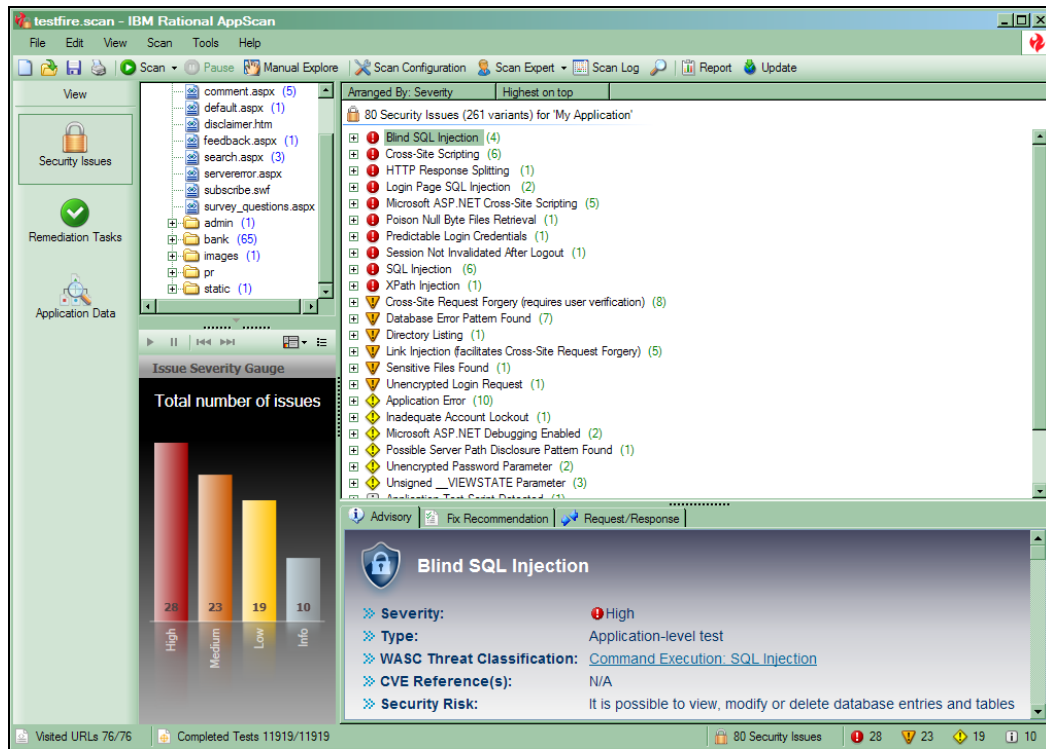 testfire.scan - IBM Rational AppScan
File Edit View Scan Tools Help
Scan Pause Manual Explore Scan Configuration Scan Expert Scan Log Report Update
View
Security Issues
Remediation Tasks
Application Data
comment.aspx (5)
default.aspx (1)
disclaimer.htm
feedback.aspx (1)
search.aspx (3)
servererror.aspx
subscribe.swf
survey_questions.aspx
admin (1)
bank (65)
images (1)
pr
static (1)
Issue Severity Gauge
Total number of issues
28 23 19 10
High Medium Low Info
Arranged By: Severity Highest on top
80 Security Issues (261 variants) for 'My Application'
Blind SQL Injection (4)
Cross-Site Scripting (6)
HTTP Response Splitting (1)
Login Page SQL Injection (2)
Microsoft ASP.NET Cross-Site Scripting (5)
Poison Null Byte Files Retrieval (1)
Predictable Login Credentials (1)
Session Not Invalidated After Logout (1)
SQL Injection (6)
XPath Injection (1)
Cross-Site Request Forgery (requires user verification) (8)
Database Error Pattern Found (7)
Directory Listing (1)
Link Injection (facilitates Cross-Site Request Forgery) (5)
Sensitive Files Found (1)
Unencrypted Login Request (1)
Application Error (10)
Inadequate Account Lockout (1)
Microsoft ASP.NET Debugging Enabled (2)
Possible Server Path Disclosure Pattern Found (1)
Unencrypted Password Parameter (2)
Unsigned __VIEWSTATE Parameter (3)
Application Test Script Detected (1)
Advisory Fix Recommendation Request/Response
Blind SQL Injection
Severity: High
Type: Application-level test
WASC Threat Classification: Command Execution: SQL Injection
CVE Reference(s): N/A
Security Risk: It is possible to view, modify or delete database entries and tables
Visited URLs 76/76 Completed Tests 11919/11919 80 Security Issues 28 23 19 10